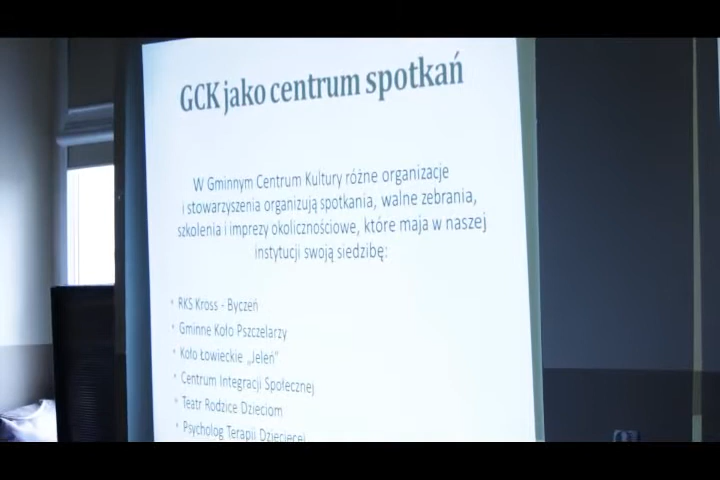 GCK jako centrum spotkań
W Gminnym Centrum Kultury różne organizacje
i stowarzyszenia organizują spotkania, walne zebrania,
szkolenia i imprezy okolicznościowe, które maja w naszej
instytucji swoją siedzibę:
• RKS Kross - Byczeń
• Gminne Koło Pszczelarzy
• Koło Łowieckie „Jeleń"
• Centrum Integracji Społecznej
• Teatr Rodzice Dzieciom
• Psycholog Terapii Dziecięcej